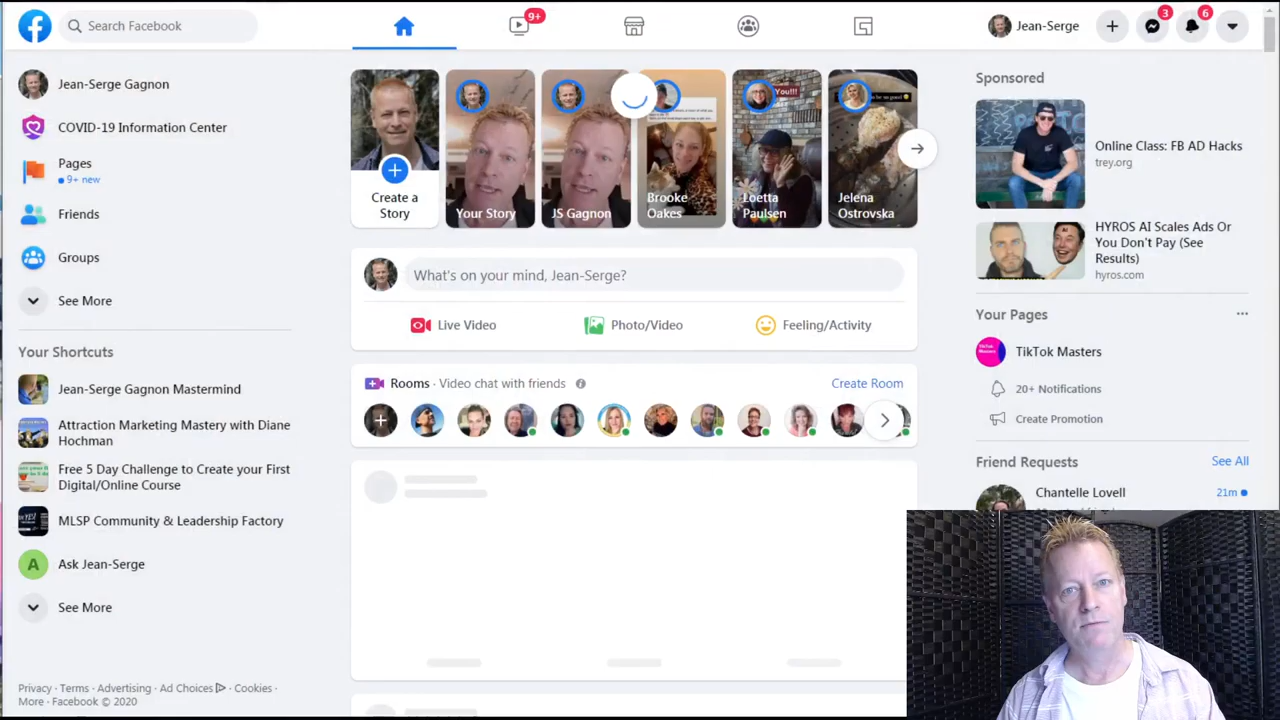 Search Facebook
9+
Jean-Serge
3
6
Jean-Serge Gagnon
COVID-19 Information Center
Pages
9+ new
Friends
Groups
See More
Your Shortcuts
Jean-Serge Gagnon Mastermind
Attraction Marketing Mastery with Diane
Hochman
Free 5 Day Challenge to Create your First
Digital/Online Course
MLSP Community & Leadership Factory
A
Ask Jean-Serge
See More
Privacy · Terms · Advertising · Ad Choices · Cookies ·
More · Facebook © 2020
Create a
Story
Your Story
JS Gagnon
Brooke
Oakes
You!!!
Loetta
Paulsen
Jelena
Ostrovska
What's on your mind, Jean-Serge?
Live Video
Photo/Video
Feeling/Activity
Rooms · Video chat with friends
Create Room
Sponsored
Online Class: FB AD Hacks
trey.org
HYROS AI Scales Ads Or
You Don't Pay (See
Results)
hyros.com
Your Pages
TikTok Masters
20+ Notifications
Create Promotion
Friend Requests
See All
Chantelle Lovell
21m